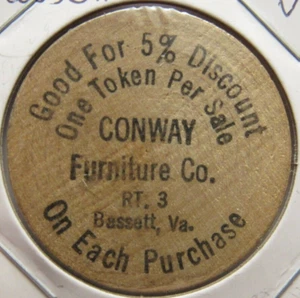 Good For 5% Discount
One Token Per Sale
CONWAY
Furniture Co.
RT. 3
Bassett, Va.
On Each Purchase